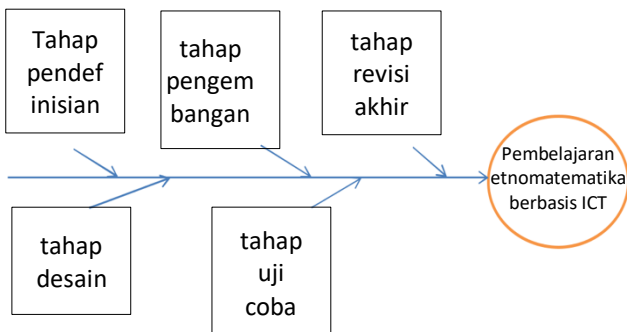 Tahap
pendef
inisian
tahap
pengem
bangan
tahap
revisi
akhir
Pembelajaran
etnomatematika
berbasis ICT
tahap
desain
tahap
uji
coba